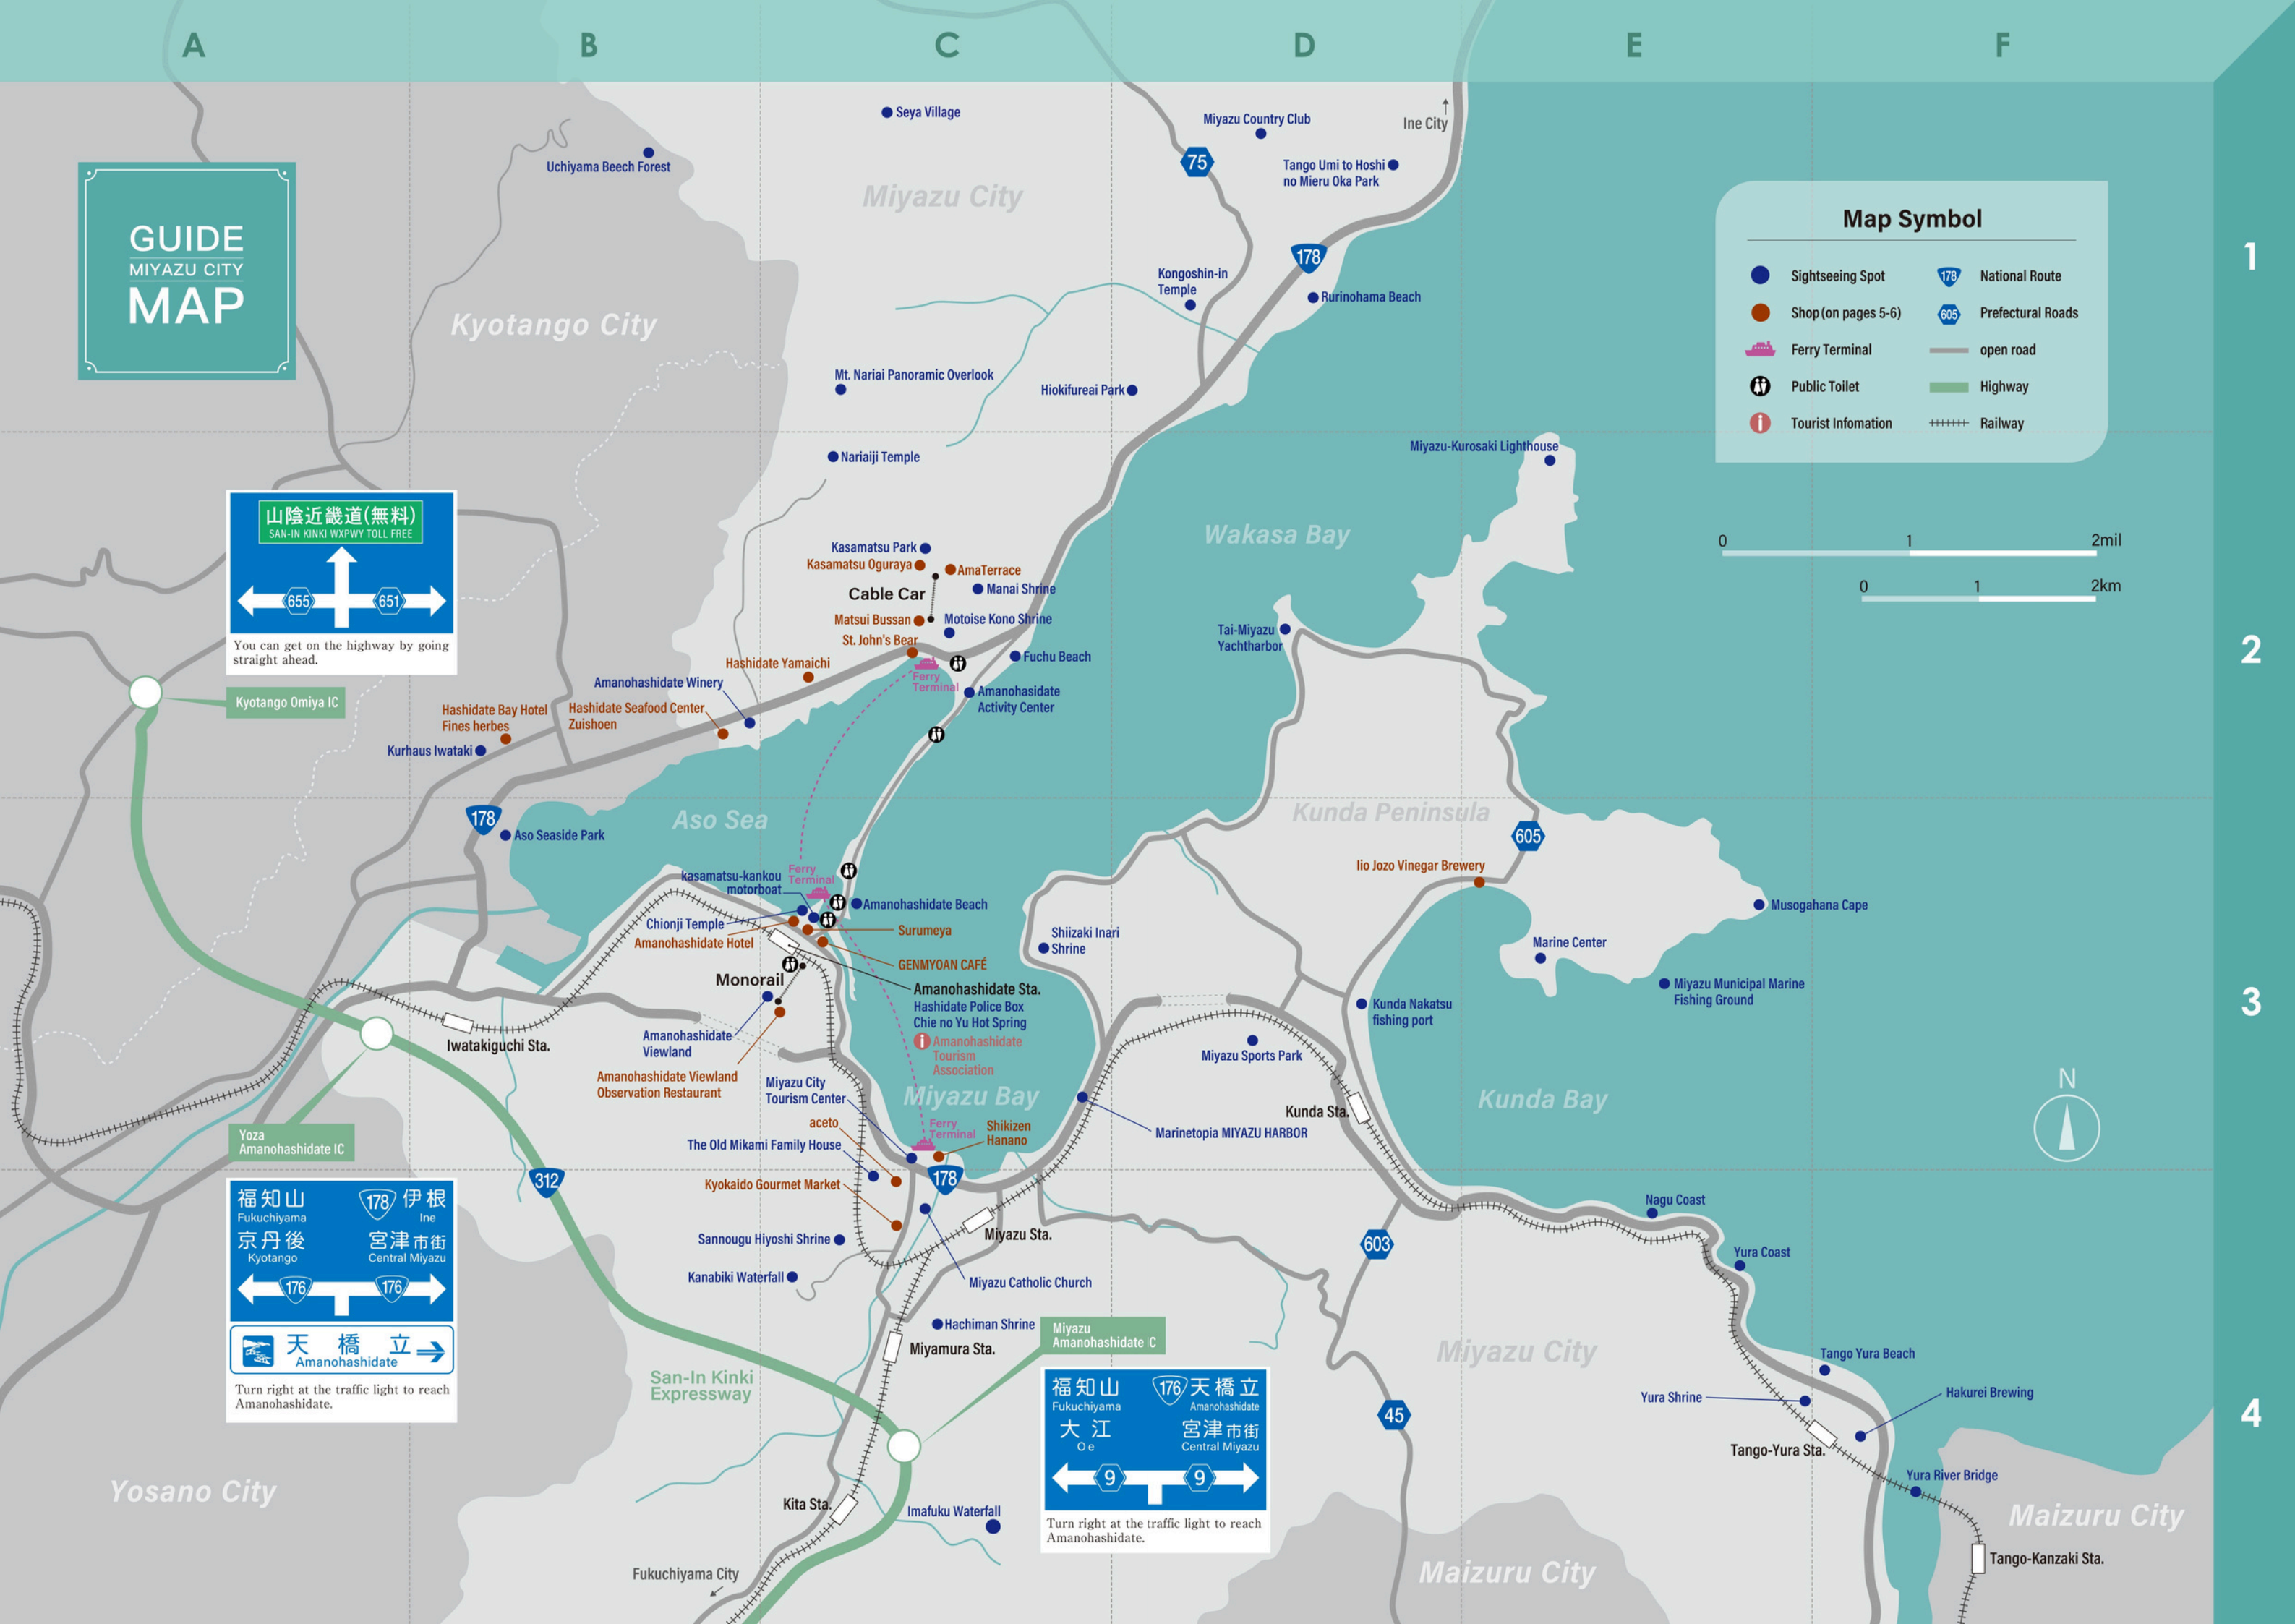 A
B
C
D
E
F
1
2
3
4
GUIDE
MIYAZU CITY
MAP
Map Symbol
Sightseeing Spot
Shop (on pages 5-6)
Ferry Terminal
Public Toilet
i
Tourist Infomation
178
National Route
605
Prefectural Roads
open road
Highway
Railway
0
1
2mil
0
1
2km
N
Seya Village
Uchiyama Beech Forest
Miyazu City
Miyazu Country Club
Ine City
75
Tango Umi to Hoshi
no Mieru Oka Park
178
Kongoshin-in
Temple
Rurinohama Beach
Kyotango City
Mt. Nariai Panoramic Overlook
Hiokifureai Park
Nariaiji Temple
Miyazu-Kurosaki Lighthouse
Wakasa Bay
山陰近畿道(無料)
SAN-IN KINKI WXPWY TOLL FREE
655
651
You can get on the highway by going
straight ahead.
Kyotango Omiya IC
Kasamatsu Park
Kasamatsu Oguraya
AmaTerrace
Cable Car
Manai Shrine
Matsui Bussan
Motoise Kono Shrine
St. John's Bear
Hashidate Yamaichi
Ferry
Terminal
Fuchu Beach
Amanohashidate Winery
Amanohasidate
Activity Center
Hashidate Bay Hotel
Fines herbes
Hashidate Seafood Center
Zuishoen
Kurhaus Iwataki
Tai-Miyazu
Yachtharbor
178
Aso Seaside Park
Aso Sea
Kunda Peninsula
605
Iio Jozo Vinegar Brewery
kasamatsu-kankou
motorboat
Ferry
Terminal
Amanohashidate Beach
Chionji Temple
Amanohashidate Hotel
Surumeya
GENMYOAN CAFÉ
Monorail
Amanohashidate Sta.
Hashidate Police Box
Chie no Yu Hot Spring
i
Amanohashidate
Tourism
Association
Shiizaki Inari
Shrine
Musogahana Cape
Marine Center
Miyazu Municipal Marine
Fishing Ground
Kunda Nakatsu
fishing port
Iwatakiguchi Sta.
Amanohashidate
Viewland
Amanohashidate Viewland
Observation Restaurant
Miyazu City
Tourism Center
Miyazu Bay
Miyazu Sports Park
Kunda Sta.
Kunda Bay
Marinetopia MIYAZU HARBOR
aceto
Ferry
Terminal
Shikizen
Hanano
The Old Mikami Family House
178
Kyokaido Gourmet Market
Yoza
Amanohashidate IC
312
福知山
Fukuchiyama
178
伊根
Ine
京丹後
Kyotango
宮津市街
Central Miyazu
176
176
天橋立
Amanohashidate
Turn right at the traffic light to reach
Amanohashidate.
Sannougu Hiyoshi Shrine
Miyazu Sta.
Kanabiki Waterfall
Miyazu Catholic Church
603
Nagu Coast
Yura Coast
Hachiman Shrine
Miyamura Sta.
Miyazu
Amanohashidate IC
San-In Kinki
Expressway
福知山
Fukuchiyama
176
天橋立
Amanohashidate
大江
Oe
宮津市街
Central Miyazu
9
9
Turn right at the traffic light to reach
Amanohashidate.
Miyazu City
45
Tango Yura Beach
Yura Shrine
Hakurei Brewing
Tango-Yura Sta.
Yura River Bridge
Yosano City
Kita Sta.
Imafuku Waterfall
Fukuchiyama City
Maizuru City
Maizuru City
Tango-Kanzaki Sta.